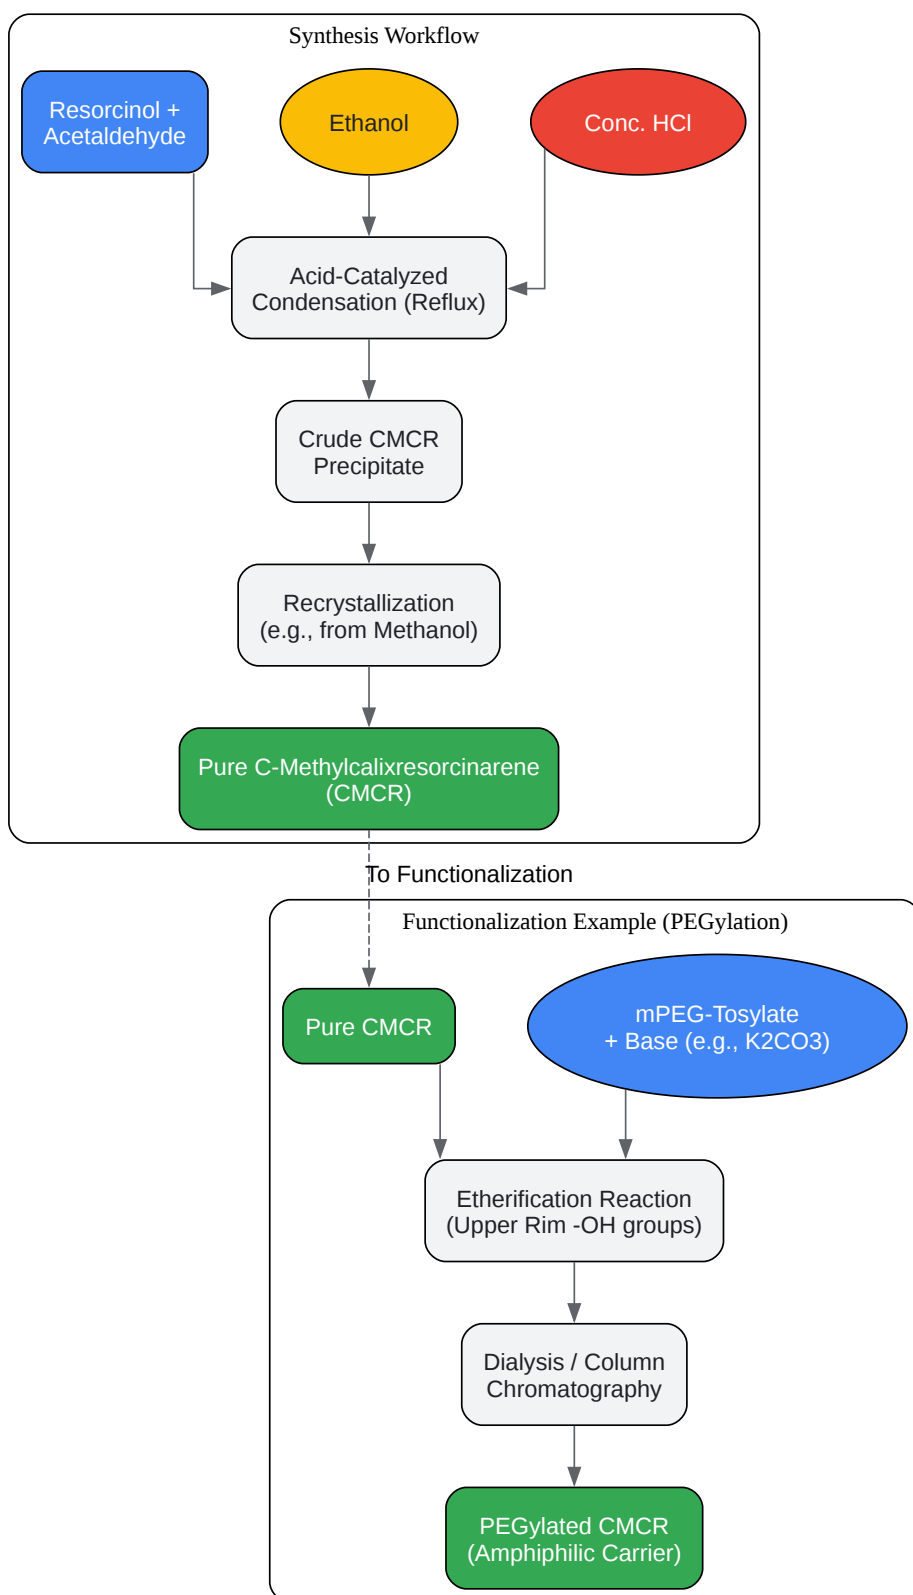 Synthesis Workflow
Resorcinol +
Acetaldehyde
Ethanol
Conc. HCl
Acid-Catalyzed
Condensation (Reflux)
Crude CMCR
Precipitate
Recrystallization
(e.g., from Methanol)
Pure C-Methylcalixresorcinarene
(CMCR)
To Functionalization
Functionalization Example (PEGylation)
Pure CMCR
mPEG-Tosylate
+ Base (e.g., K2CO3)
Etherification Reaction
(Upper Rim -OH groups)
Dialysis / Column
Chromatography
PEGylated CMCR
(Amphiphilic Carrier)